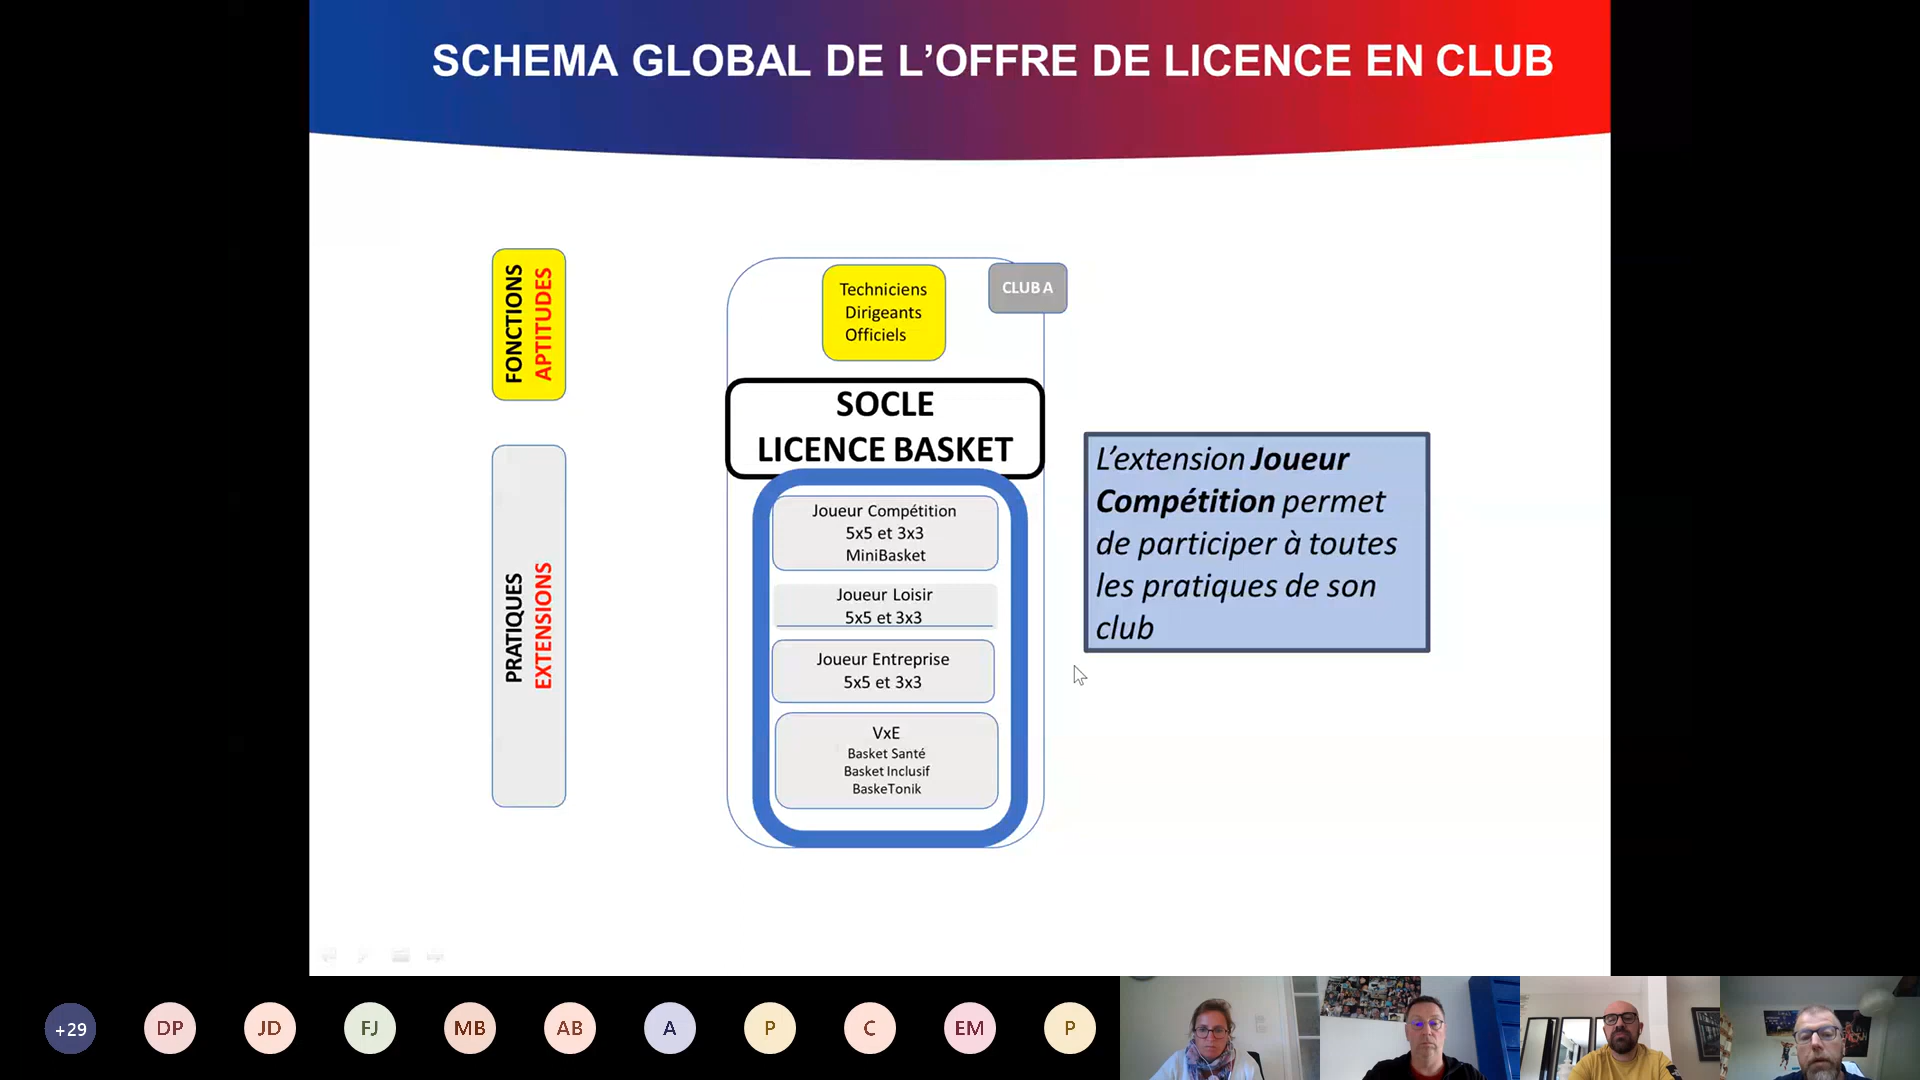 SCHEMA GLOBAL DE L’OFFRE DE LICENCE EN CLUB
FONCTIONS
APTITUDES
PRATIQUES
EXTENSIONS
CLUB A
Techniciens
Dirigeants
Officiels
SOCLE
LICENCE BASKET
Joueur Compétition
5x5 et 3x3
MiniBasket
Joueur Loisir
5x5 et 3x3
Joueur Entreprise
5x5 et 3x3
VxE
Basket Santé
Basket Inclusif
BaskeTonik
L’extension Joueur
Compétition permet
de participer à toutes
les pratiques de son
club
+29
DP
JD
FJ
MB
AB
A
P
C
EM
P